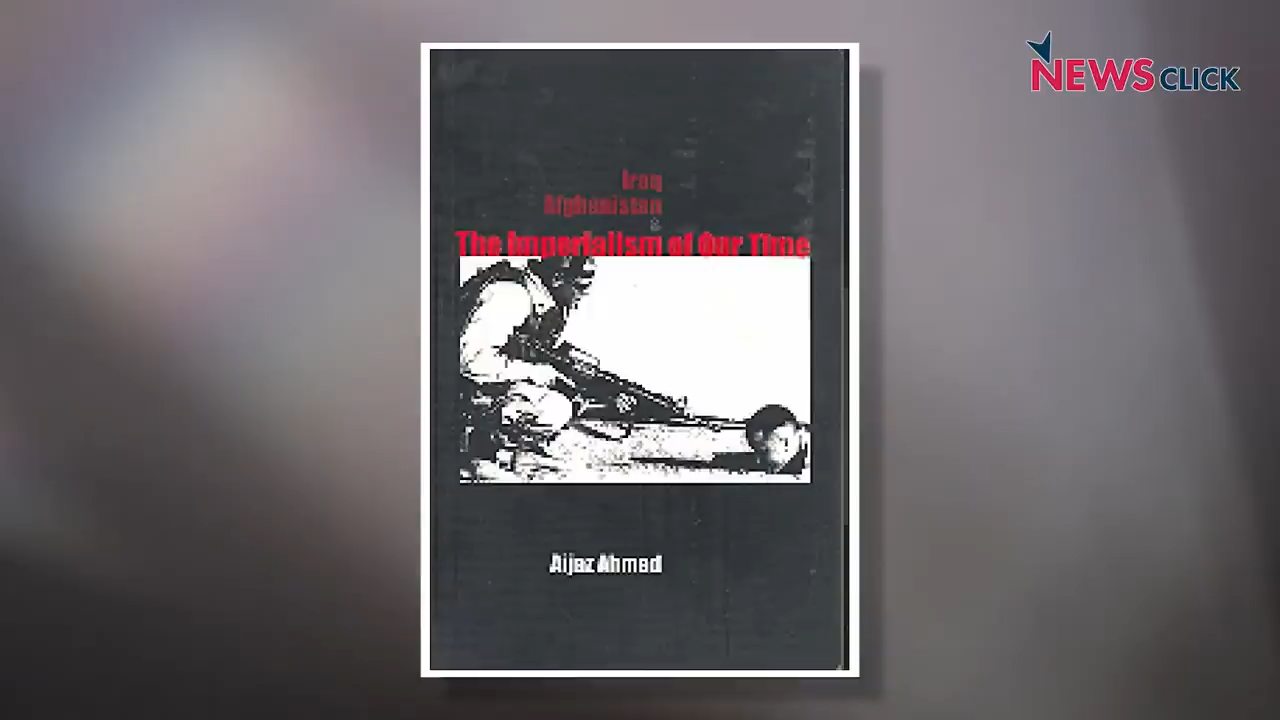 NEWSCLICK
Iraq
Afghanistan
&
The Imperialism of Our Time
Aijaz Ahmad